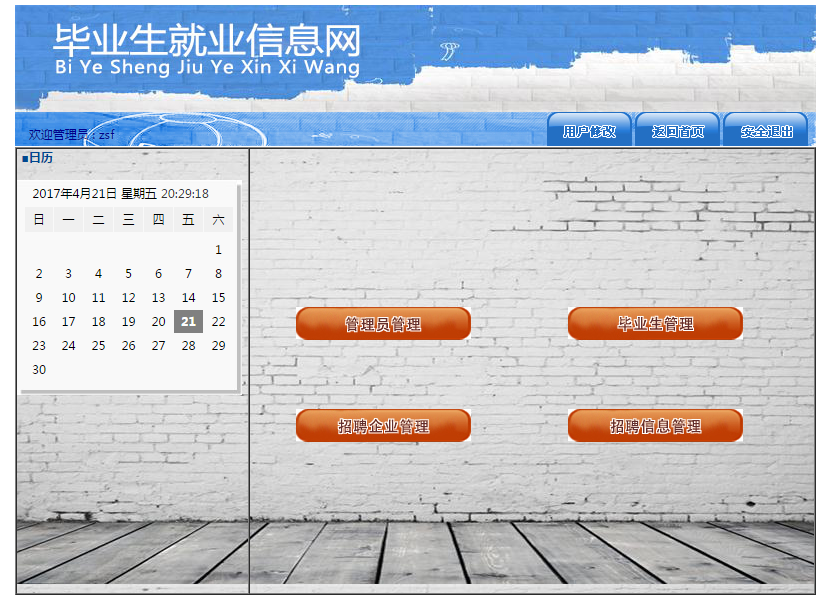 毕业生就业信息网
Bi Ye Sheng Jiu Ye Xin Xi Wang
欢迎管理员：zsf
用户修改 返回首页 安全退出
■日历
2017年4月21日 星期五 20:29:18
日 一 二 三 四 五 六
1
2 3 4 5 6 7 8
9 10 11 12 13 14 15
16 17 18 19 20 21 22
23 24 25 26 27 28 29
30
管理员管理 毕业生管理
招聘企业管理 招聘信息管理